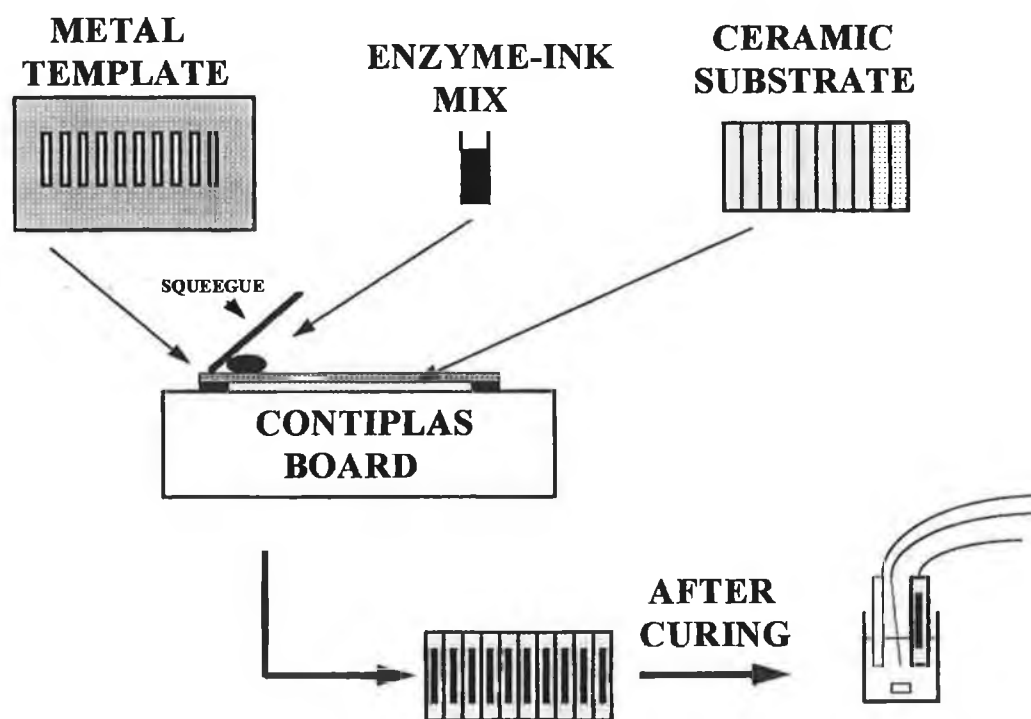 METAL
TEMPLATE
ENZYME-INK
MIX
CERAMIC
SUBSTRATE
SQUEEGUE
CONTIPLAS
BOARD
AFTER
CURING